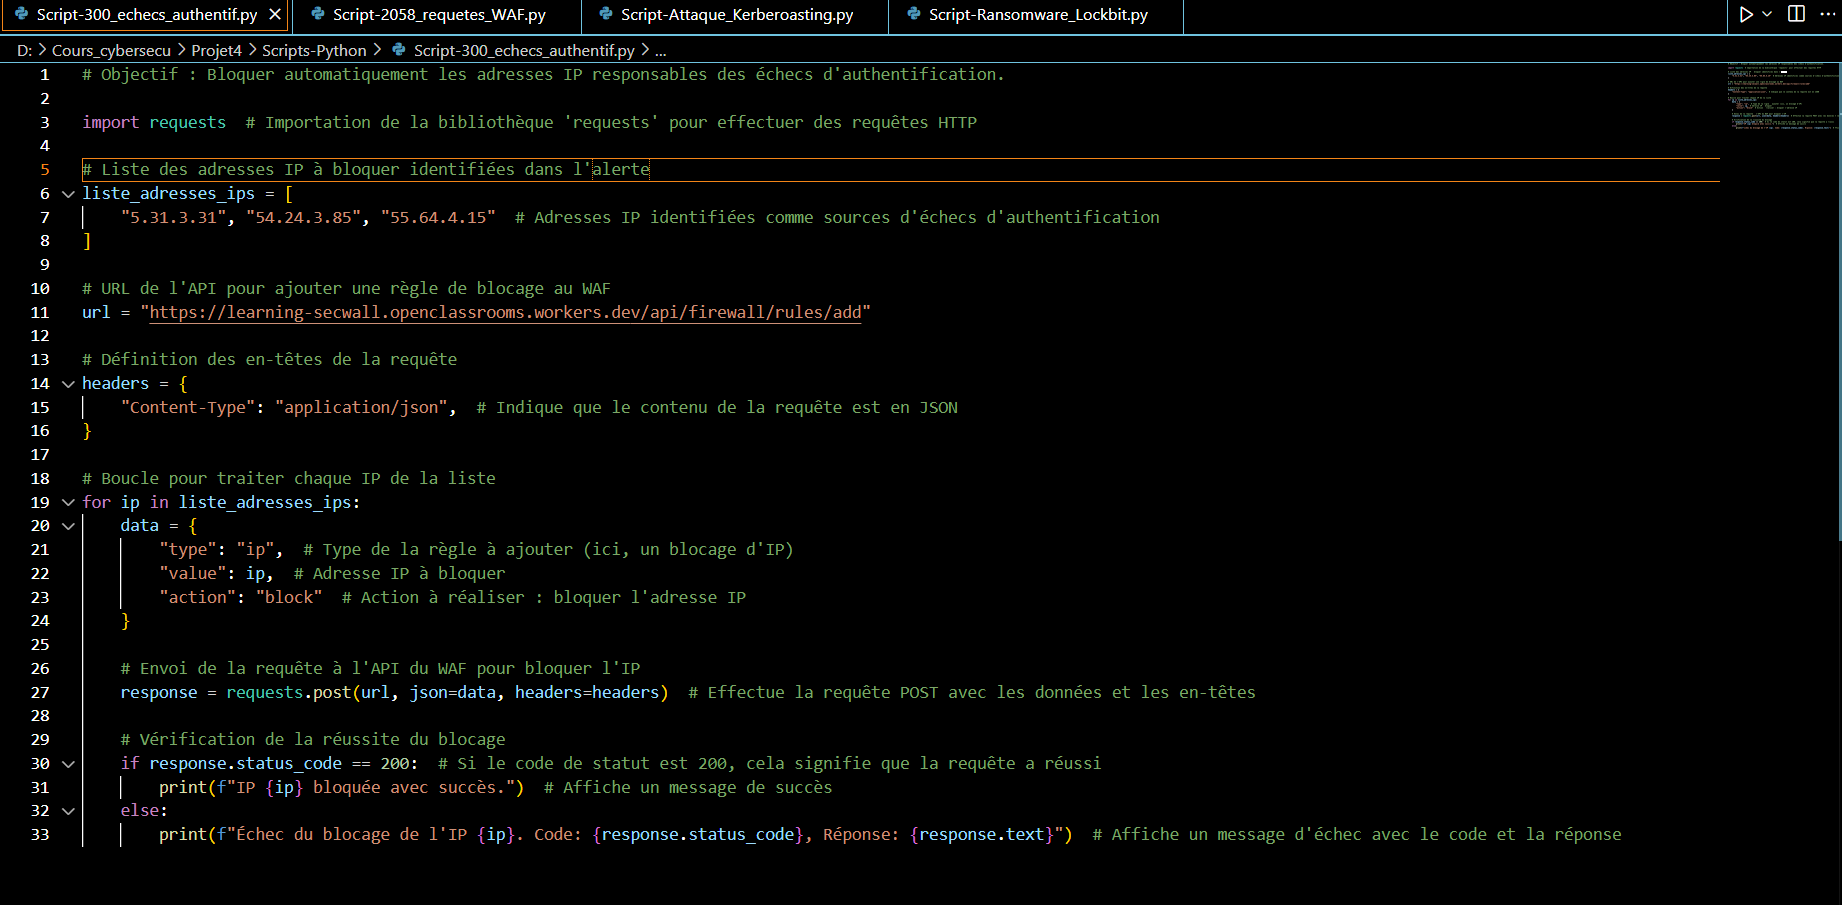 Script-300_echecs_authentif.py Script-2058_requetes_WAF.py Script-Attaque_Kerberoasting.py Script-Ransomware_Lockbit.py
D: > Cours_cybersecu > Projet4 > Scripts-Python > Script-300_echecs_authentif.py > ...
1 # Objectif : Bloquer automatiquement les adresses IP responsables des échecs d'authentification.
2
3 import requests  # Importation de la bibliothèque 'requests' pour effectuer des requêtes HTTP
4
5 # Liste des adresses IP à bloquer identifiées dans l'alerte
6 liste_adresses_ips = [
7     "5.31.3.31", "54.24.3.85", "55.64.4.15"  # Adresses IP identifiées comme sources d'échecs d'authentification
8 ]
9
10 # URL de l'API pour ajouter une règle de blocage au WAF
11 url = "https://learning-secwall.openclassrooms.workers.dev/api/firewall/rules/add"
12
13 # Définition des en-têtes de la requête
14 headers = {
15     "Content-Type": "application/json",  # Indique que le contenu de la requête est en JSON
16 }
17
18 # Boucle pour traiter chaque IP de la liste
19 for ip in liste_adresses_ips:
20     data = {
21         "type": "ip",  # Type de la règle à ajouter (ici, un blocage d'IP)
22         "value": ip,  # Adresse IP à bloquer
23         "action": "block"  # Action à réaliser : bloquer l'adresse IP
24     }
25
26     # Envoi de la requête à l'API du WAF pour bloquer l'IP
27     response = requests.post(url, json=data, headers=headers)  # Effectue la requête POST avec les données et les en-têtes
28
29     # Vérification de la réussite du blocage
30     if response.status_code == 200:  # Si le code de statut est 200, cela signifie que la requête a réussi
31         print(f"IP {ip} bloquée avec succès.")  # Affiche un message de succès
32     else:
33         print(f"Échec du blocage de l'IP {ip}. Code: {response.status_code}, Réponse: {response.text}")  # Affiche un message d'échec avec le code et la réponse